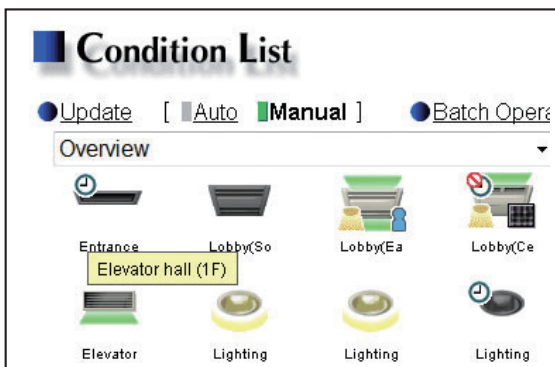 Condition List
Update [ Auto Manual ] Batch Opera
Overview
Entrance Lobby(So Lobby(Ea Lobby(Ce
Elevator hall (1F)
Elevator Lighting Lighting Lighting